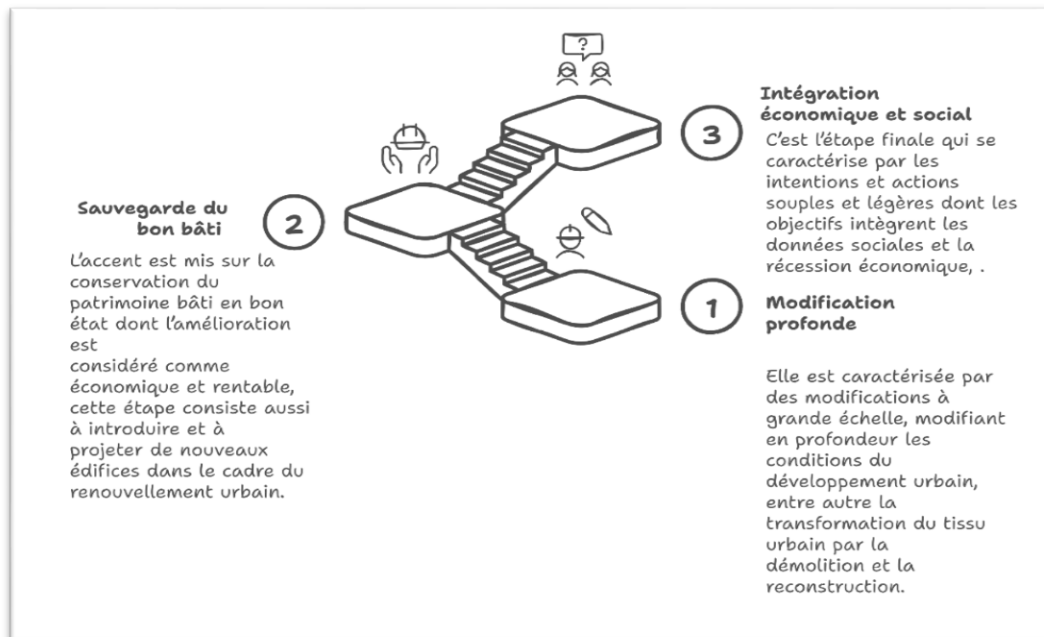 ?
Intégration
économique et social
3
C'est l'étape finale qui se
caractérise par les
intentions et actions
souples et légères dont les
objectifs intègrent les
données sociales et la
récession économique, .
Sauvegarde du
bon bâti
2
L'accent est mis sur la
conservation du
patrimoine bâti en bon
état dont l'amélioration
est
considéré comme
économique et rentable,
cette étape consiste aussi
à introduire et à
projeter de nouveaux
édifices dans le cadre du
renouvellement urbain.
1
Modification
profonde
Elle est caractérisée par
des modifications à
grande échelle, modifiant
en profondeur les
conditions du
développement urbain,
entre autre la
transformation du tissu
urbain par la
démolition et la
reconstruction.